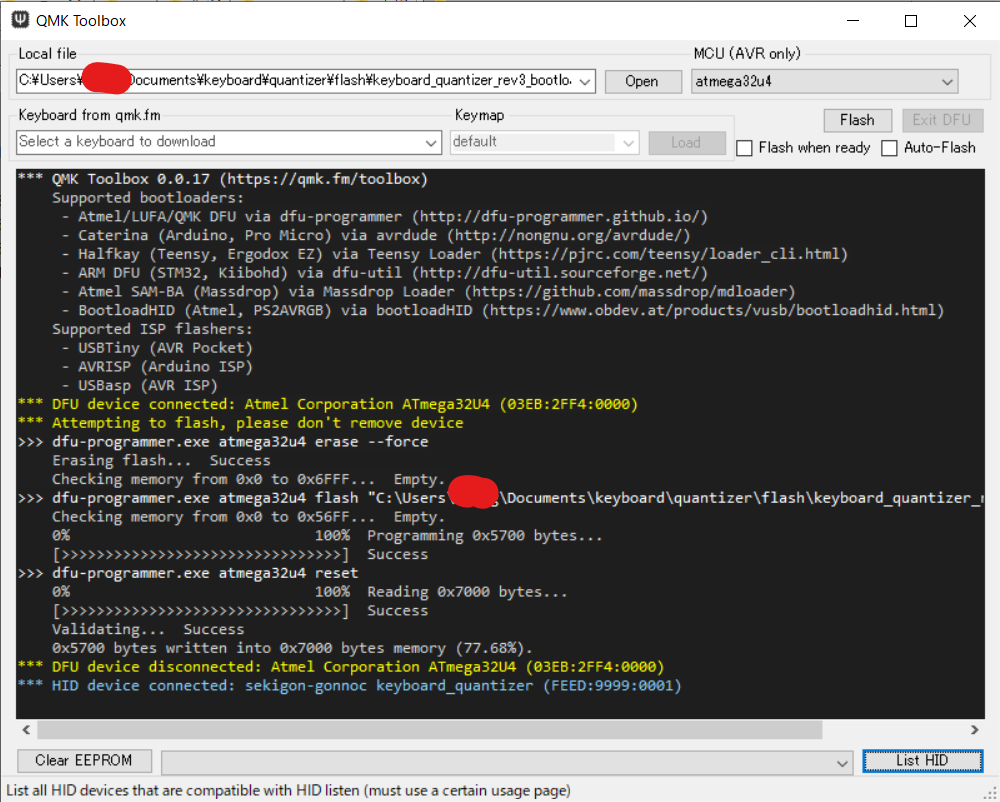 QMK Toolbox
Local file
MCU (AVR only)
C:¥Users¥ Documents¥keyboard¥quantizer¥flash¥keyboard_quantizer_rev3_bootlo
Open
atmega32u4
Keyboard from qmk.fm
Keymap
Flash
Exit DFU
Select a keyboard to download
default
Load
Flash when ready
Auto-Flash
*** QMK Toolbox 0.0.17 (https://qmk.fm/toolbox)
Supported bootloaders:
- Atmel/LUFA/QMK DFU via dfu-programmer (http://dfu-programmer.github.io/)
- Caterina (Arduino, Pro Micro) via avrdude (http://nongnu.org/avrdude/)
- Halfkay (Teensy, Ergodox EZ) via Teensy Loader (https://pjrc.com/teensy/loader_cli.html)
- ARM DFU (STM32, Kiibohd) via dfu-util (http://dfu-util.sourceforge.net/)
- Atmel SAM-BA (Massdrop) via Massdrop Loader (https://github.com/massdrop/mdloader)
- BootloadHID (Atmel, PS2AVRGB) via bootloadHID (https://www.obdev.at/products/vusb/bootloadhid.html)
Supported ISP flashers:
- USBTiny (AVR Pocket)
- AVRISP (Arduino ISP)
- USBasp (AVR ISP)
*** DFU device connected: Atmel Corporation ATmega32U4 (03EB:2FF4:0000)
*** Attempting to flash, please don't remove device
>>> dfu-programmer.exe atmega32u4 erase --force
Erasing flash... Success
Checking memory from 0x0 to 0x6FFF... Empty.
>>> dfu-programmer.exe atmega32u4 flash "C:\Users\ \Documents\keyboard\quantizer\flash\keyboard_quantizer_
Checking memory from 0x0 to 0x56FF... Empty.
0% 100% Programming 0x5700 bytes...
[>>>>>>>>>>>>>>>>>>>>>>>>>>>>>>>] Success
>>> dfu-programmer.exe atmega32u4 reset
0% 100% Reading 0x7000 bytes...
[>>>>>>>>>>>>>>>>>>>>>>>>>>>>>>>] Success
Validating... Success
0x5700 bytes written into 0x7000 bytes memory (77.68%).
*** DFU device disconnected: Atmel Corporation ATmega32U4 (03EB:2FF4:0000)
*** HID device connected: sekigon-gonnoc keyboard_quantizer (FEED:9999:0001)
Clear EEPROM
List HID
List all HID devices that are compatible with HID listen (must use a certain usage page)